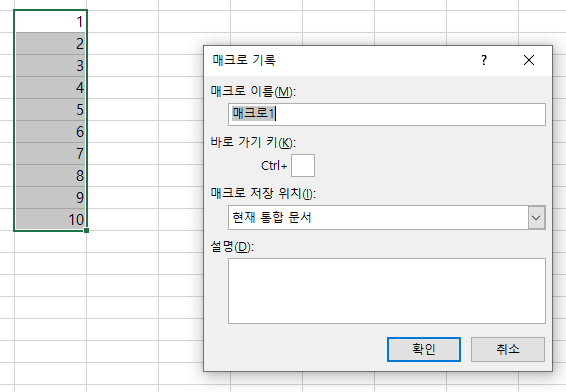 1
2
3
4
5
6
7
8
9
10
매크로 기록
?
매크로 이름(M):
매크로1
바로 가기 키(K):
Ctrl+
매크로 저장 위치(I):
현재 통합 문서
설명(D):
확인
취소